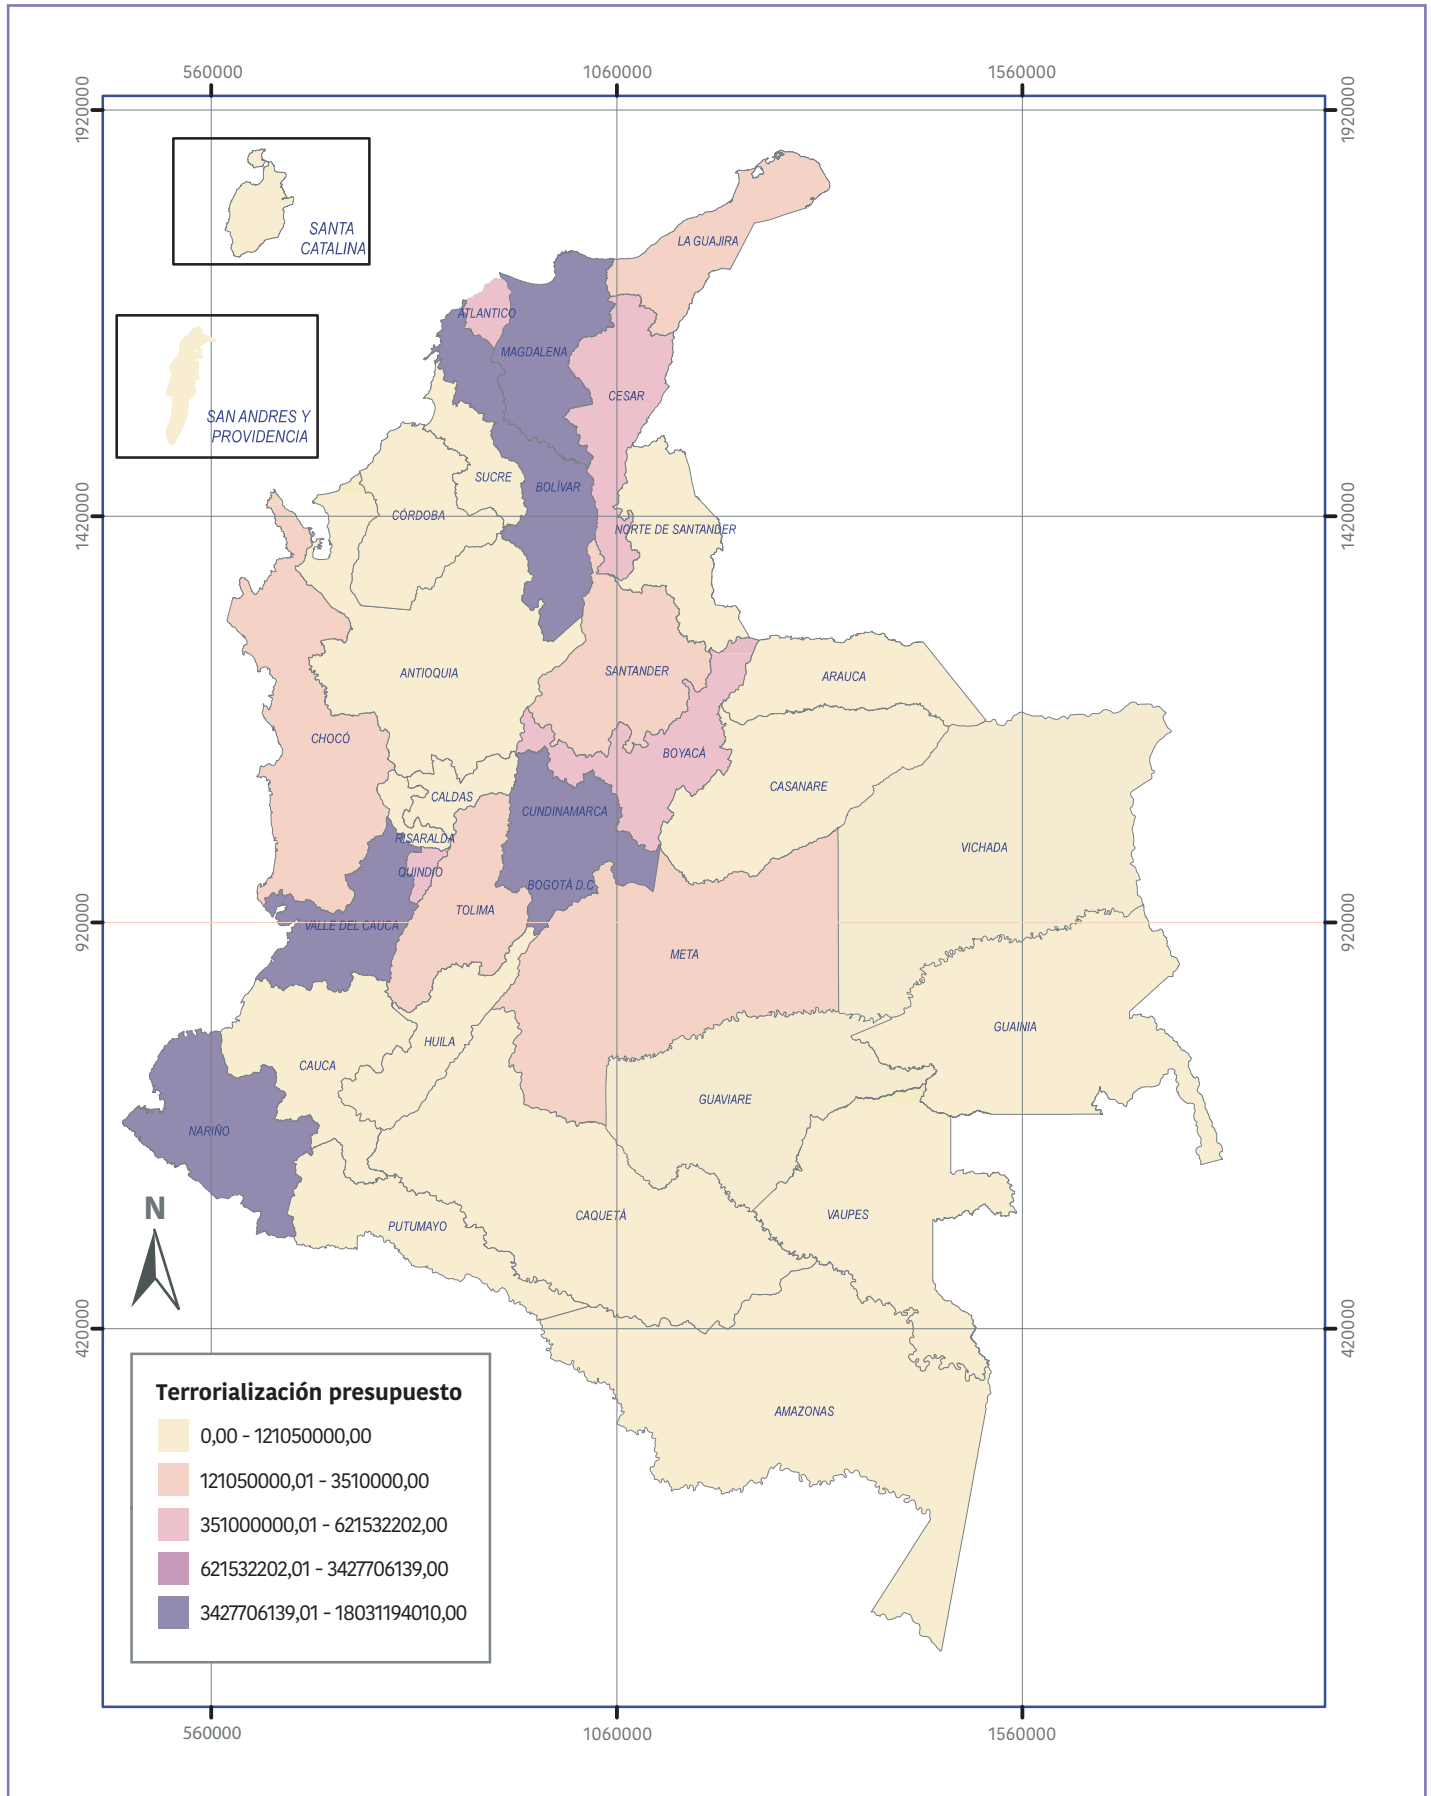 560000
1060000
1560000
1920000
1920000
SANTA
CATALINA
LA GUAJIRA
ATLANTICO
MAGDALENA
SAN ANDRES Y
PROVIDENCIA
CESAR
SUCRE
BOLÍVAR
CÓRDOBA
1420000
1420000
NORTE DE SANTANDER
ANTIOQUIA
SANTANDER
ARAUCA
CHOCÓ
BOYACÁ
CASANARE
CALDAS
CUNDINAMARCA
RISARALDA
VICHADA
QUINDIO
BOGOTÁ D.C
TOLIMA
VALLE DEL CAUCA
920000
920000
META
GUAINIA
HUILA
CAUCA
GUAVIARE
NARIÑO
N
PUTUMAYO
CAQUETÁ
VAUPES
420000
420000
Terrorialización presupuesto
0,00 - 121050000,00
121050000,01 - 3510000,00
351000000,01 - 621532202,00
621532202,01 - 3427706139,00
3427706139,01 - 18031194010,00
AMAZONAS
560000
1060000
1560000